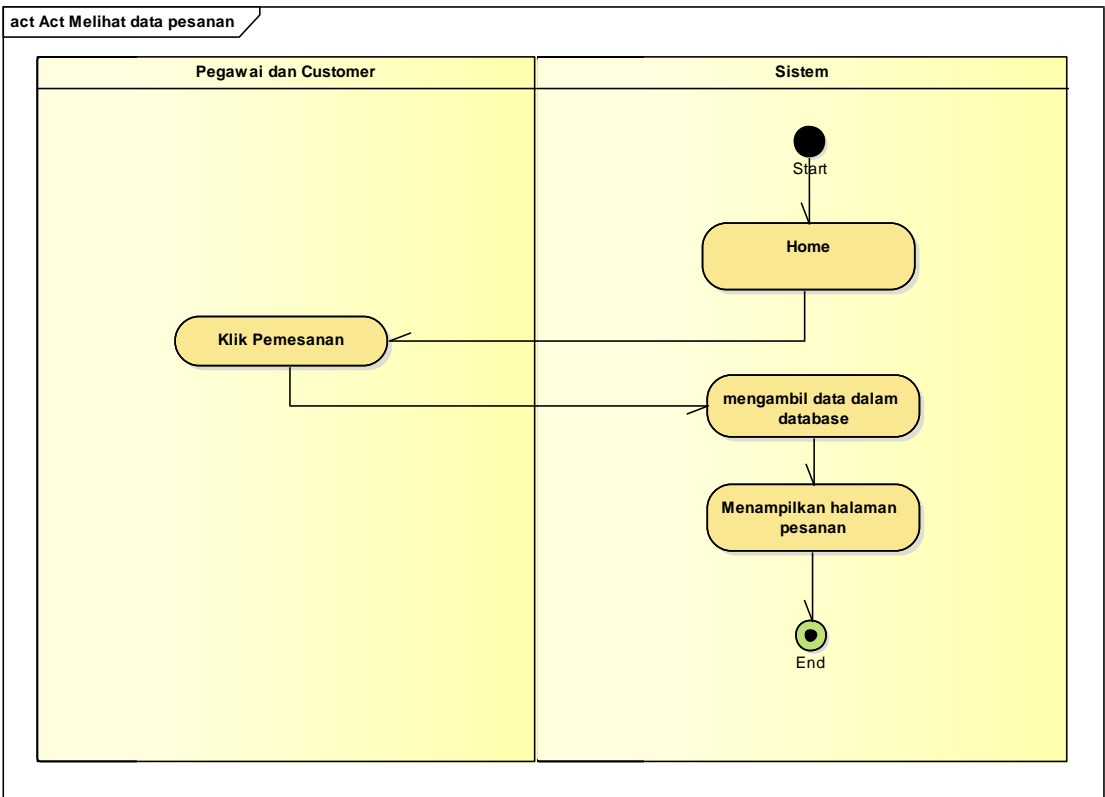 act Act Melihat data pesanan
Pegawai dan Customer
Sistem
Start
Home
Klik Pemesanan
mengambil data dalam
database
Menampilkan halaman
pesanan
End